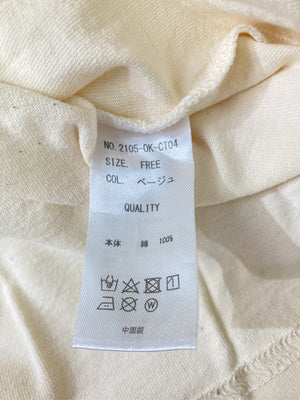 NO. 2105-OK-CT04
SIZE. FREE
COL. ベージュ
QUALITY
本体 綿 100%
中国製